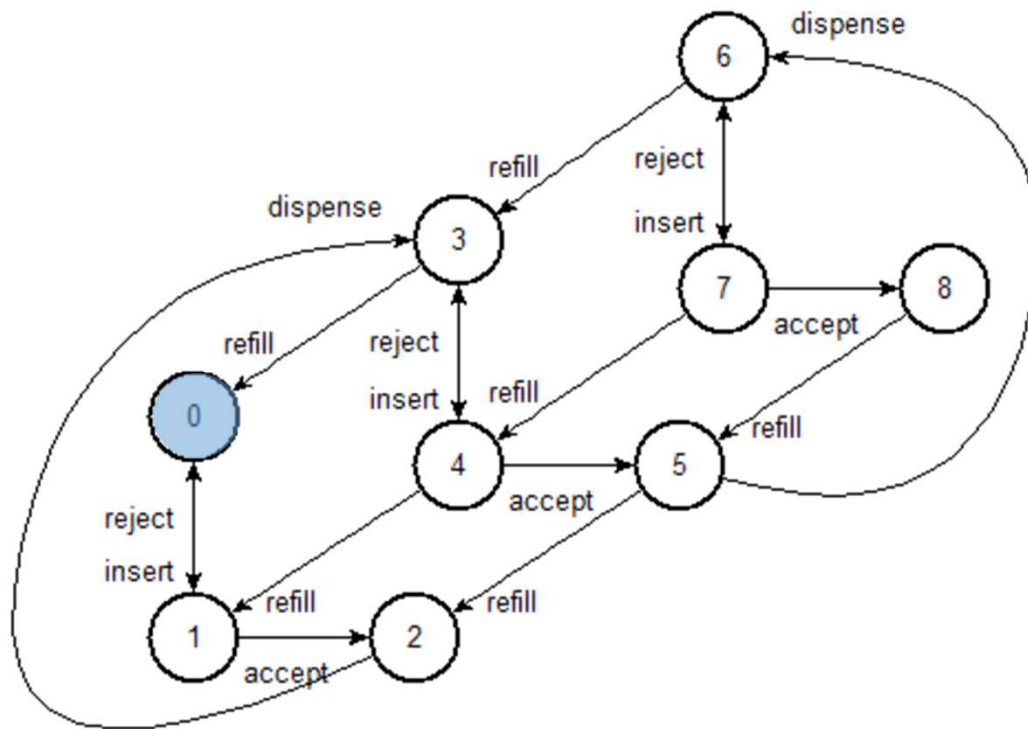 dispense
6
reject
refill
dispense
insert
3
7
8
accept
reject
refill
refill
insert
refill
0
4
5
accept
reject
insert
refill
refill
1
2
accept